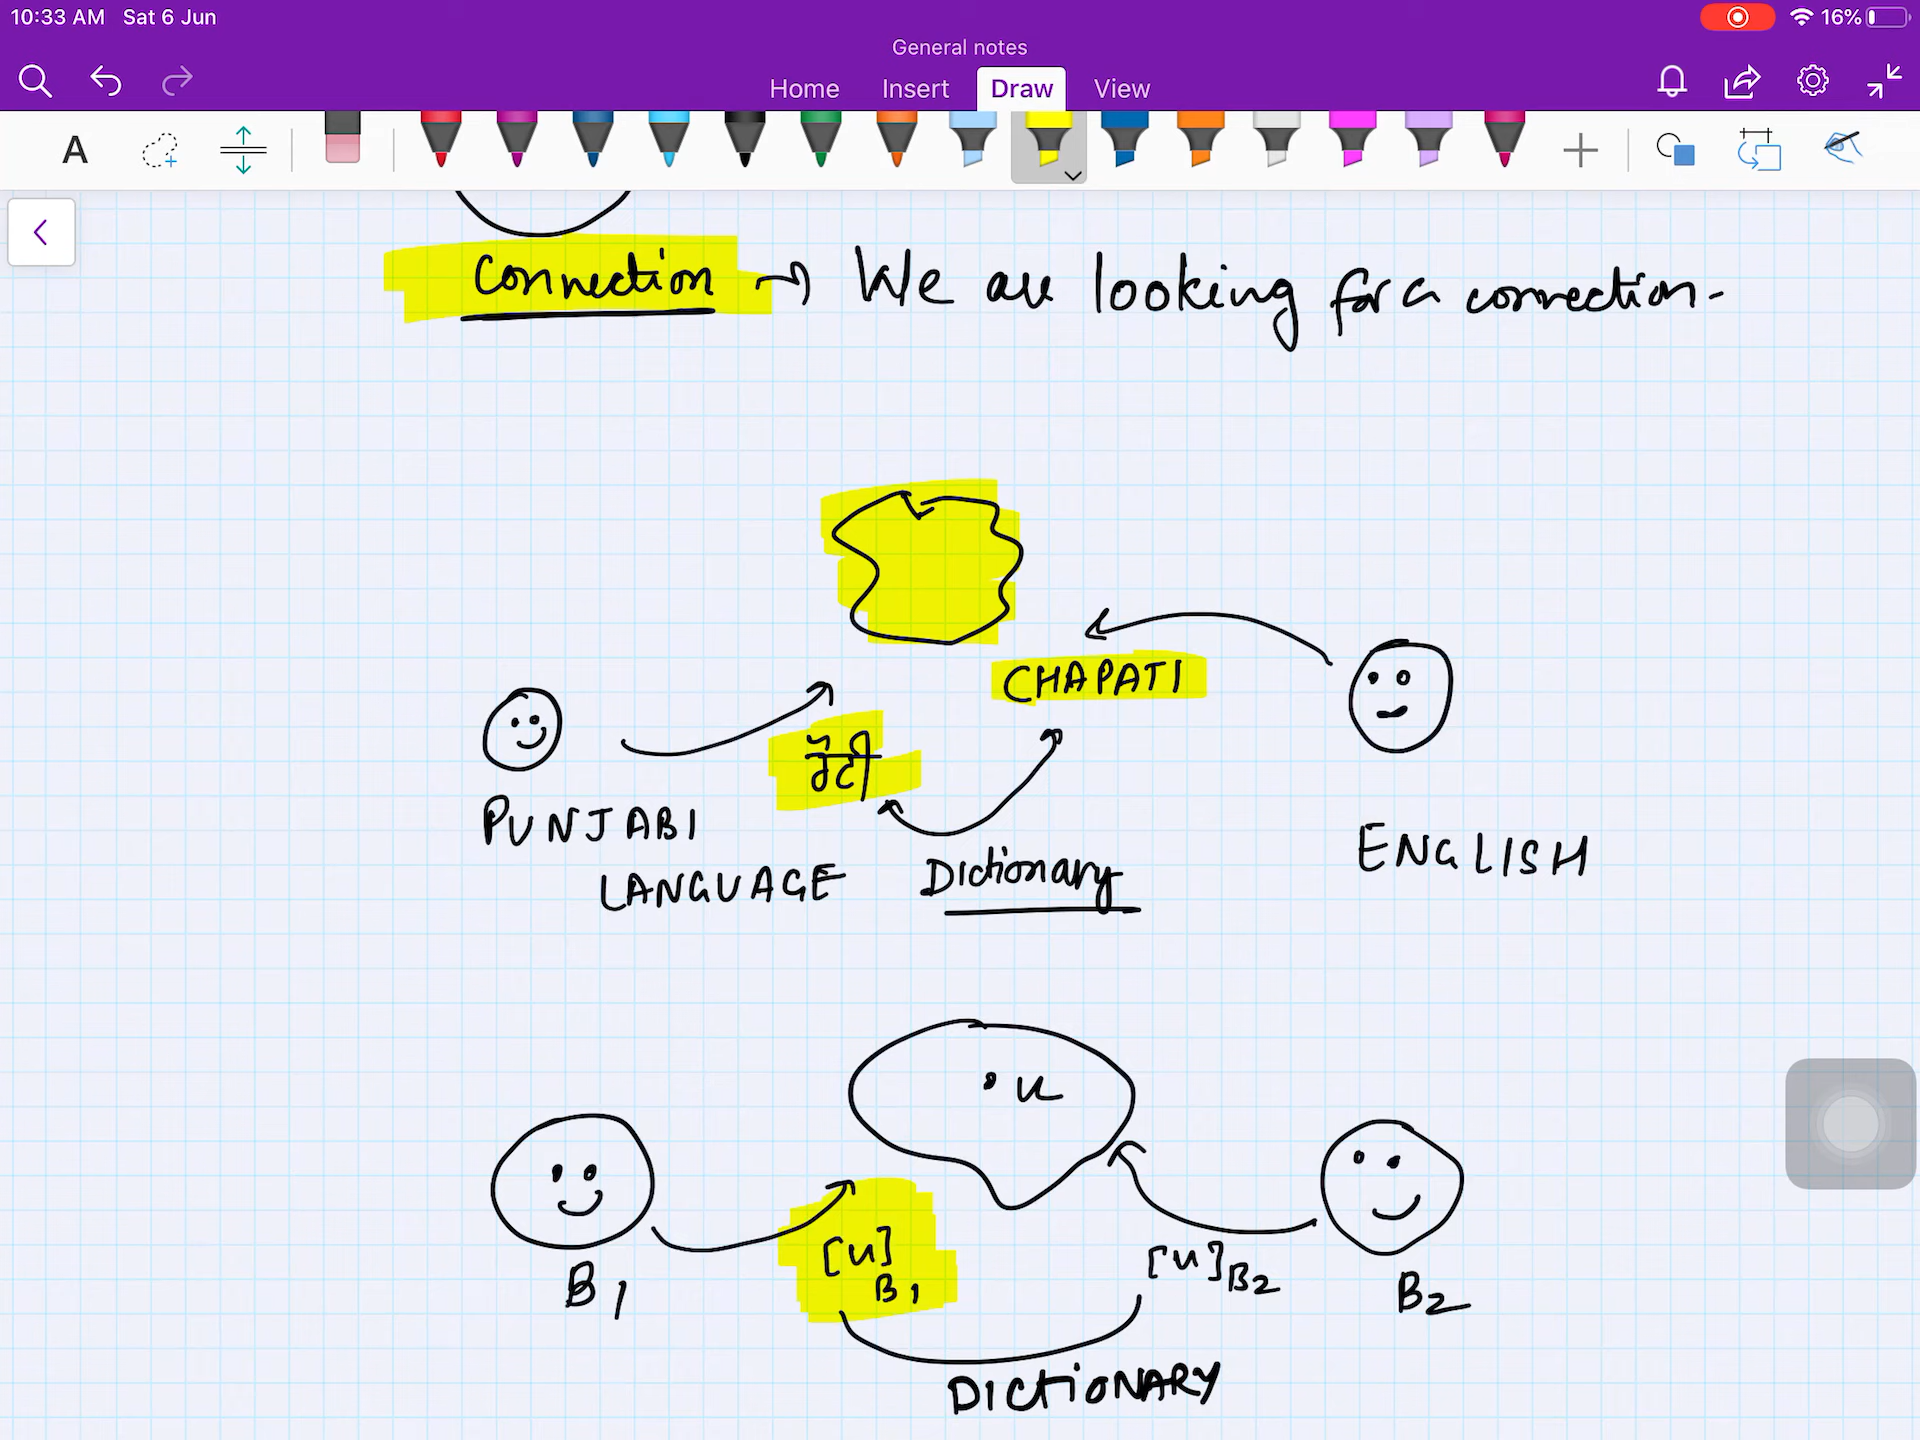 10:33 AM Sat 6 Jun
16%
General notes
Home Insert Draw View
A
Connection → We are looking for a connection.
CHAPATI
PUNJABI
LANGUAGE
Dictionary
ENGLISH
u
[u]B1
[u]B2
B1
B2
DICTIONARY